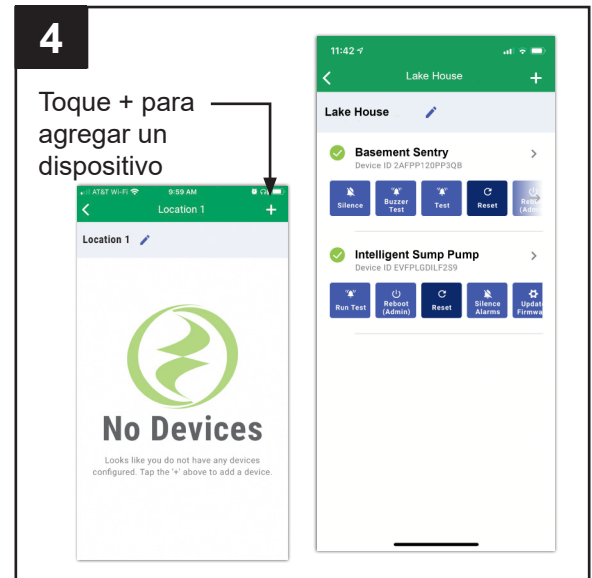 4
Toque + para
agregar un
dispositivo
AT&T Wi-Fi 9:59 AM
Location 1 +
Location 1
No Devices
Looks like you do not have any devices
configured. Tap the '+' above to add a device.
11:42
Lake House +
Lake House
Basement Sentry
Device ID 2AFPP120PP3QB
Silence Buzzer Test Test Reset
Intelligent Sump Pump
Device ID EVFPLGDILF2S9
Run Test Reboot (Admin) Reset Silence Alarms Updat Firmwa